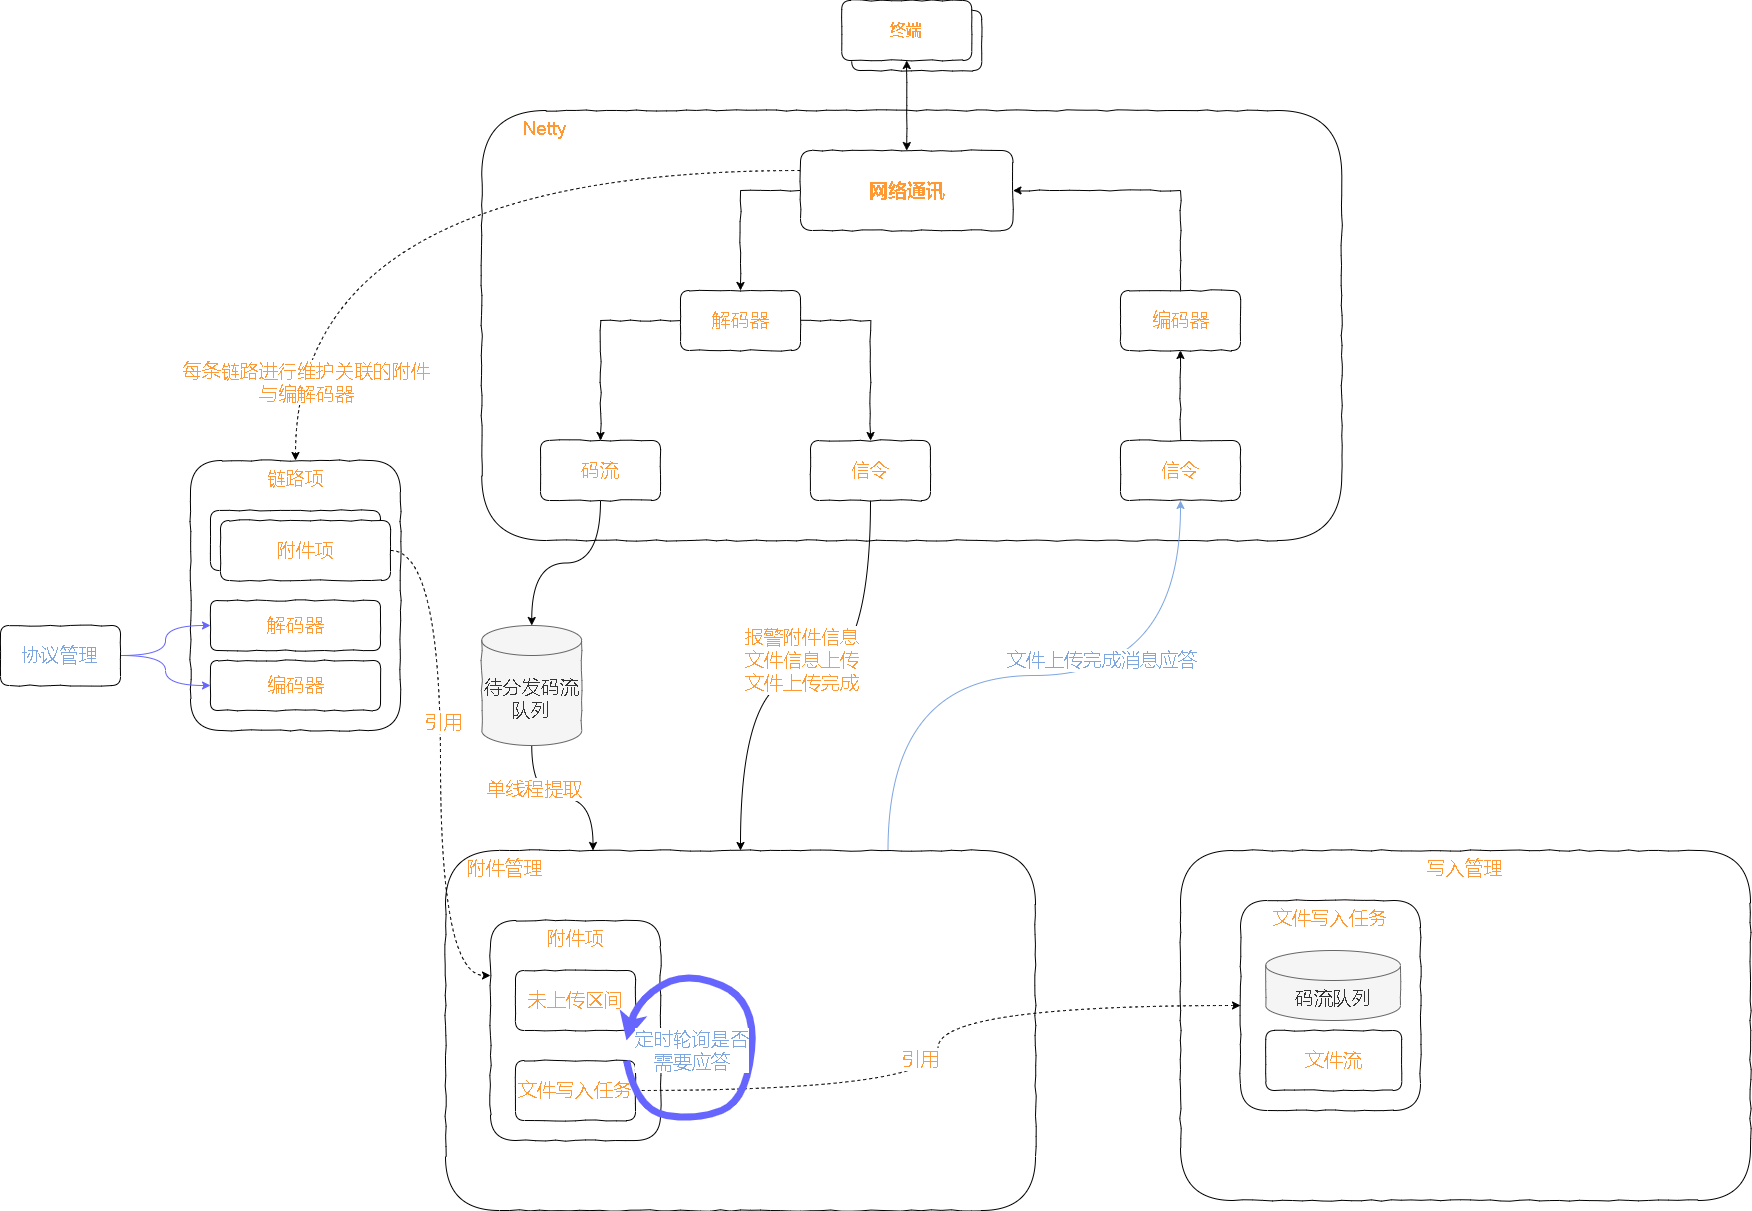 终端
Netty
网络通讯
解码器
编码器
每条链路进行维护关联的附件
与编解码器
码流
信令
信令
链路项
附件项
解码器
编码器
协议管理
引用
待分发码流
队列
报警附件信息
文件信息上传
文件上传完成
文件上传完成消息应答
单线程提取
附件管理
附件项
未上传区间
定时轮询是否
需要应答
文件写入任务
引用
写入管理
文件写入任务
码流队列
文件流